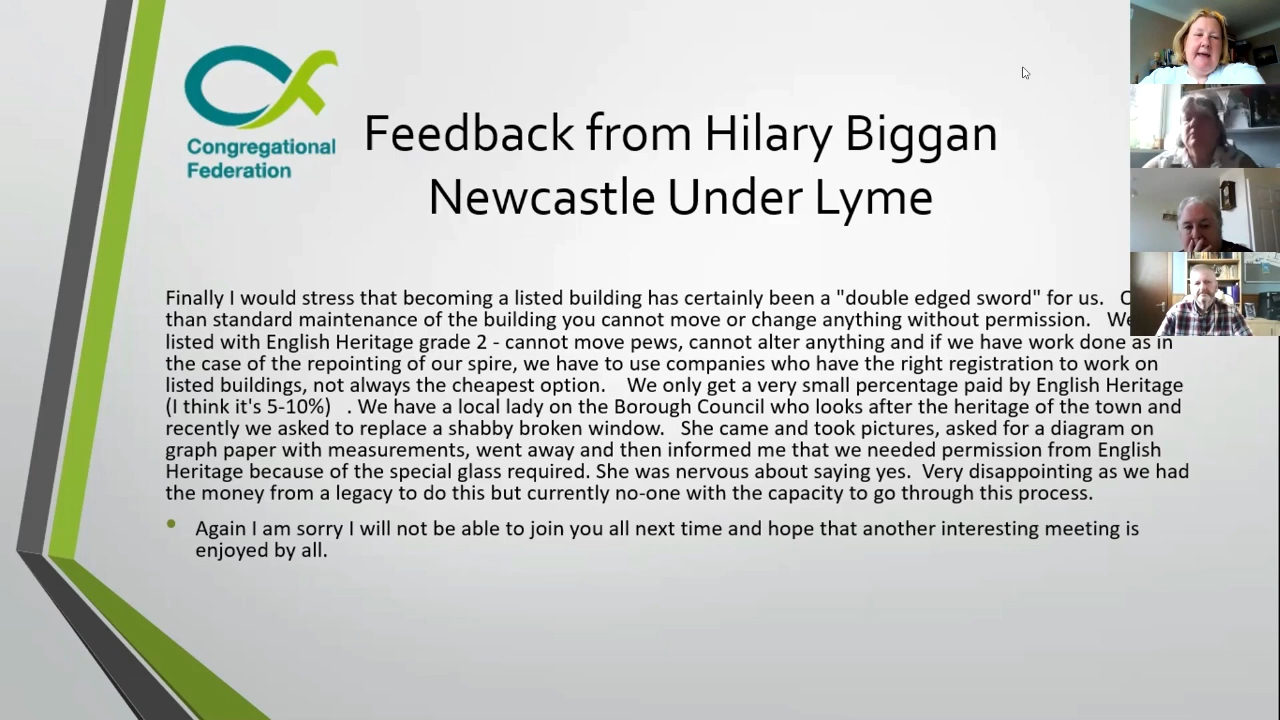 Congregational
Federation
Feedback from Hilary Biggan
Newcastle Under Lyme
Finally I would stress that becoming a listed building has certainly been a "double edged sword" for us.
than standard maintenance of the building you cannot move or change anything without permission. We
listed with English Heritage grade 2 - cannot move pews, cannot alter anything and if we have work done as in
the case of the repointing of our spire, we have to use companies who have the right registration to work on
listed buildings, not always the cheapest option. We only get a very small percentage paid by English Heritage
(I think it's 5-10%) . We have a local lady on the Borough Council who looks after the heritage of the town and
recently we asked to replace a shabby broken window. She came and took pictures, asked for a diagram on
graph paper with measurements, went away and then informed me that we needed permission from English
Heritage because of the special glass required. She was nervous about saying yes. Very disappointing as we had
the money from a legacy to do this but currently no-one with the capacity to go through this process.
• Again I am sorry I will not be able to join you all next time and hope that another interesting meeting is
enjoyed by all.